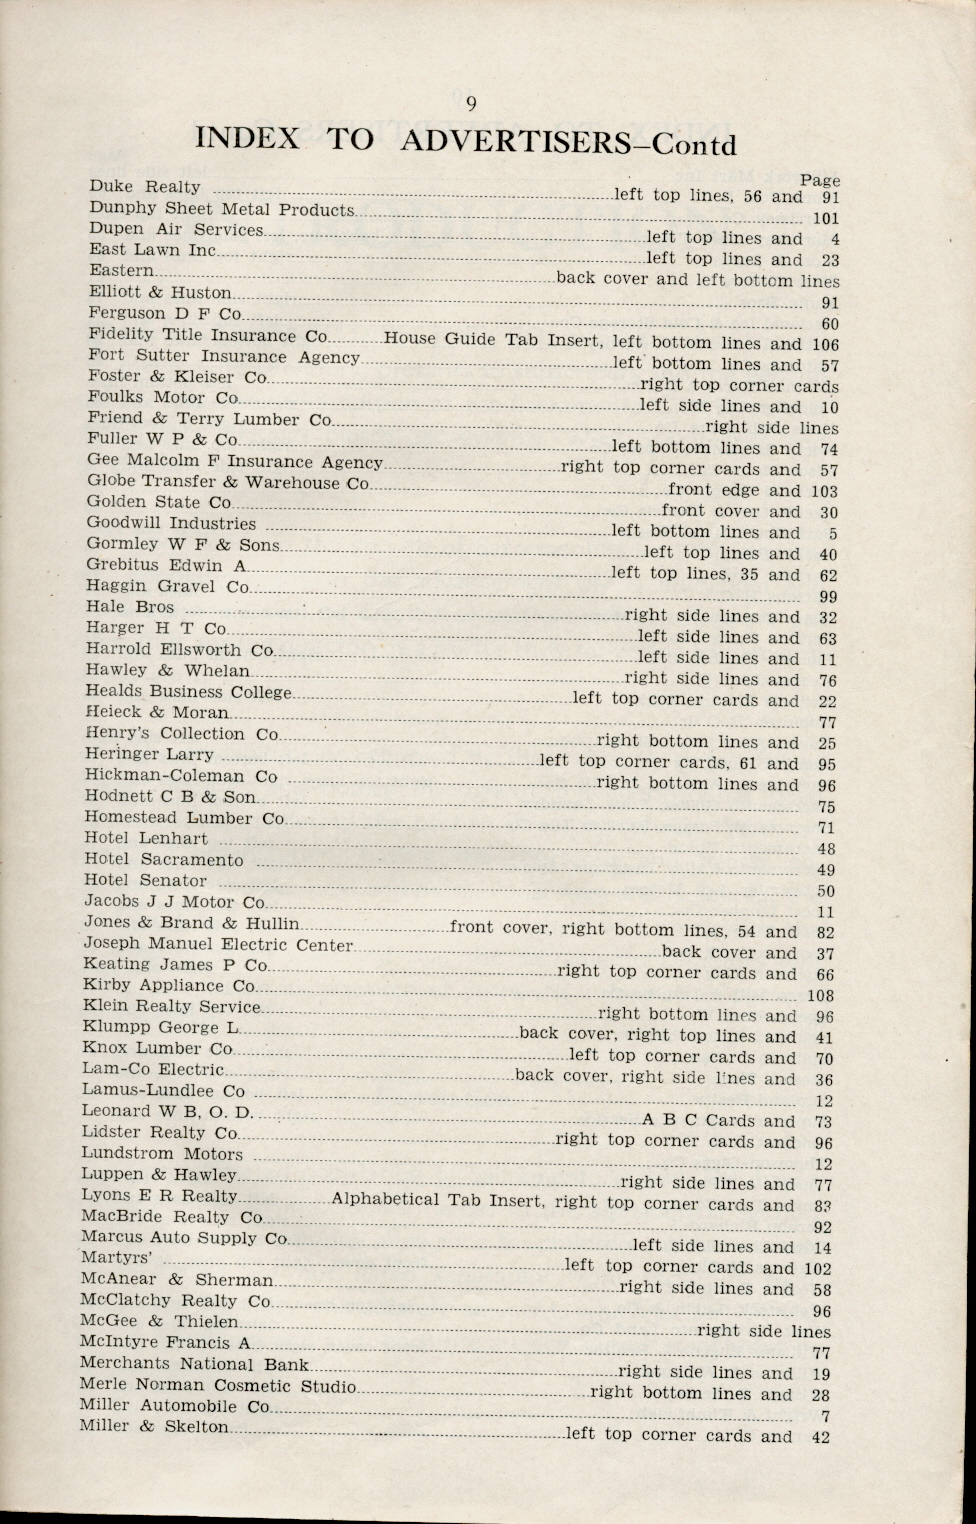 9
INDEX TO ADVERTISERS—Contd
Page
Duke Realty left top lines, 56 and 91
Dunphy Sheet Metal Products 101
Dupen Air Services left top lines and 4
East Lawn Inc left top lines and 23
Eastern back cover and left bottom lines
Elliott & Huston 91
Ferguson D F Co 60
Fidelity Title Insurance Co House Guide Tab Insert, left bottom lines and 106
Fort Sutter Insurance Agency left bottom lines and 57
Foster & Kleiser Co right top corner cards
Foulks Motor Co left side lines and 10
Friend & Terry Lumber Co right side lines
Fuller W P & Co left bottom lines and 74
Gee Malcolm F Insurance Agency right top corner cards and 57
Globe Transfer & Warehouse Co front edge and 103
Golden State Co front cover and 30
Goodwill Industries left bottom lines and 5
Gormley W F & Sons left top lines and 40
Grebitus Edwin A left top lines, 35 and 62
Haggin Gravel Co 99
Hale Bros right side lines and 32
Harger H T Co left side lines and 63
Harrold Ellsworth Co left side lines and 11
Hawley & Whelan right side lines and 76
Healds Business College left top corner cards and 22
Heieck & Moran 77
Henry's Collection Co right bottom lines and 25
Heringer Larry left top corner cards, 61 and 95
Hickman-Coleman Co right bottom lines and 96
Hodnett C B & Son 75
Homestead Lumber Co 71
Hotel Lenhart 48
Hotel Sacramento 49
Hotel Senator 50
Jacobs J J Motor Co 11
Jones & Brand & Hullin front cover, right bottom lines, 54 and 82
Joseph Manuel Electric Center back cover and 37
Keating James P Co right top corner cards and 66
Kirby Appliance Co 108
Klein Realty Service right bottom lines and 96
Klumpp George L back cover, right top lines and 41
Knox Lumber Co left top corner cards and 70
Lam-Co Electric back cover, right side lines and 36
Lamus-Lundlee Co 12
Leonard W B, O. D. A B C Cards and 73
Lidster Realty Co right top corner cards and 96
Lundstrom Motors 12
Luppen & Hawley right side lines and 77
Lyons E R Realty Alphabetical Tab Insert, right top corner cards and 83
MacBride Realty Co 92
Marcus Auto Supply Co left side lines and 14
Martyrs' left top corner cards and 102
McAnear & Sherman right side lines and 58
McClatchy Realty Co 96
McGee & Thielen right side lines
McIntyre Francis A 77
Merchants National Bank right side lines and 19
Merle Norman Cosmetic Studio right bottom lines and 28
Miller Automobile Co 7
Miller & Skelton left top corner cards and 42